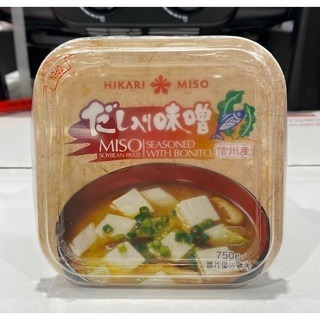 HIKARI MISO
だし入り味噌
MISO SEASONED
SOYBEAN PASTE WITH BONITO
信州産
750g